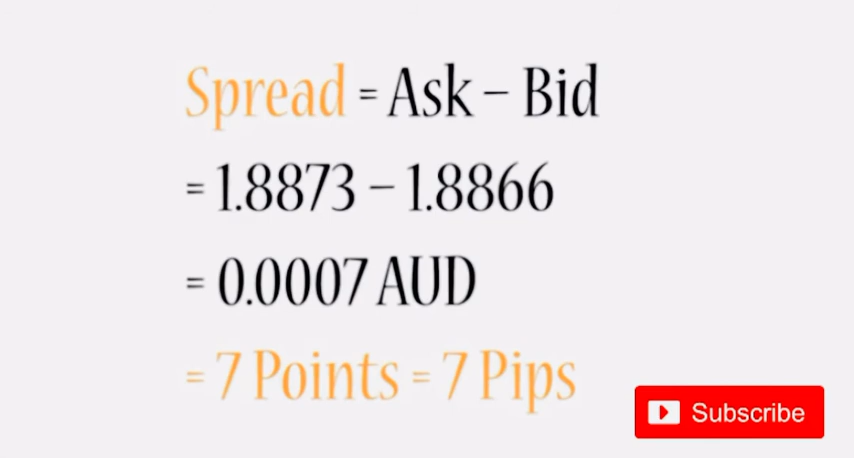 Spread = Ask – Bid
= 1.8873 – 1.8866
= 0.0007 AUD
= 7 Points = 7 Pips
Subscribe